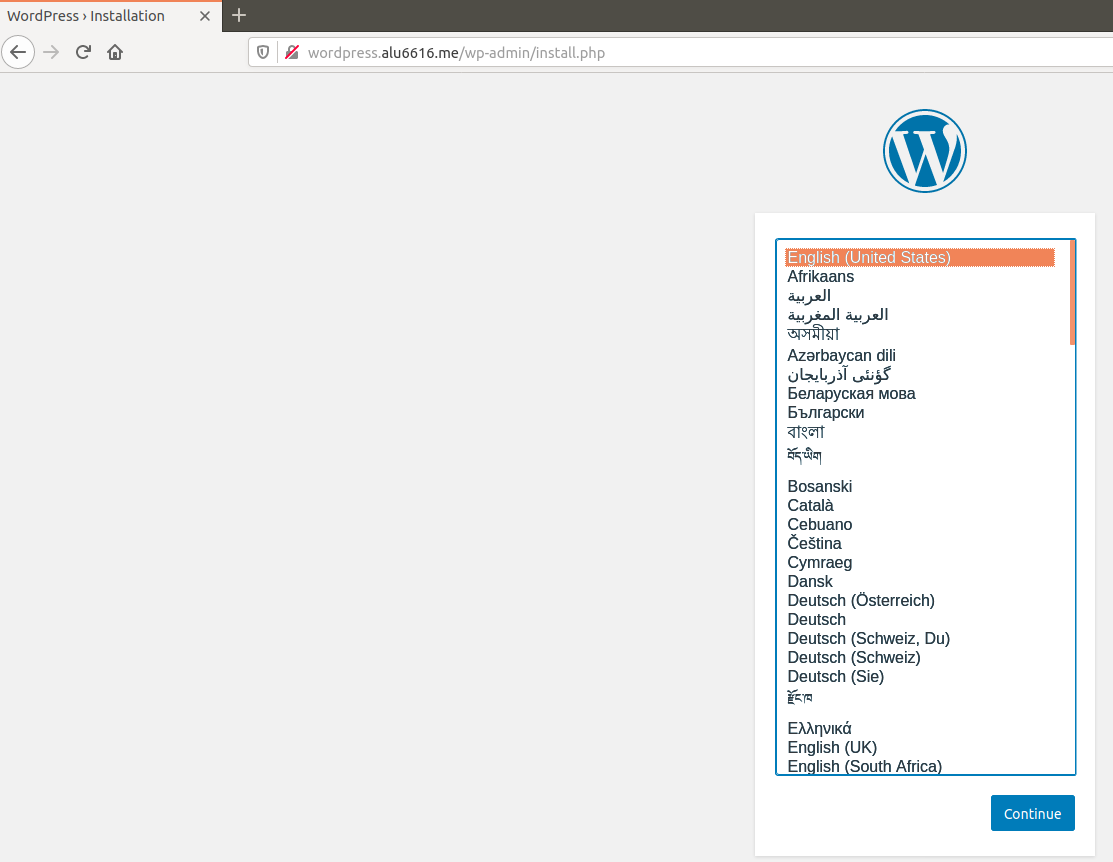 WordPress › Installation
wordpress.alu6616.me/wp-admin/install.php
English (United States)
Afrikaans
العربية
العربية المغربية
অসমীয়া
Azərbaycan dili
گؤنئی آذربایجان
Беларуская мова
Български
বাংলা
བོད་ཡིག
Bosanski
Català
Cebuano
Čeština
Cymraeg
Dansk
Deutsch (Österreich)
Deutsch
Deutsch (Schweiz, Du)
Deutsch (Schweiz)
Deutsch (Sie)
རྫོང་ཁ
Ελληνικά
English (UK)
English (South Africa)
Continue